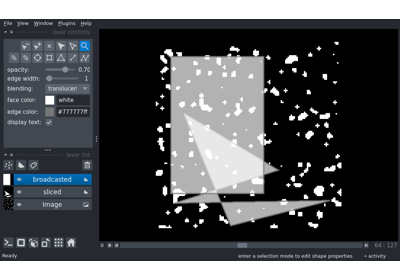 File View Window Plugins Help
layer controls
opacity: 0.70
edge width: 1
blending: translucen
face color: white
edge color: #777777ff
display text:
layer list
broadcasted
sliced
Image
0 64 127
Ready enter a selection mode to edit shape properties activity